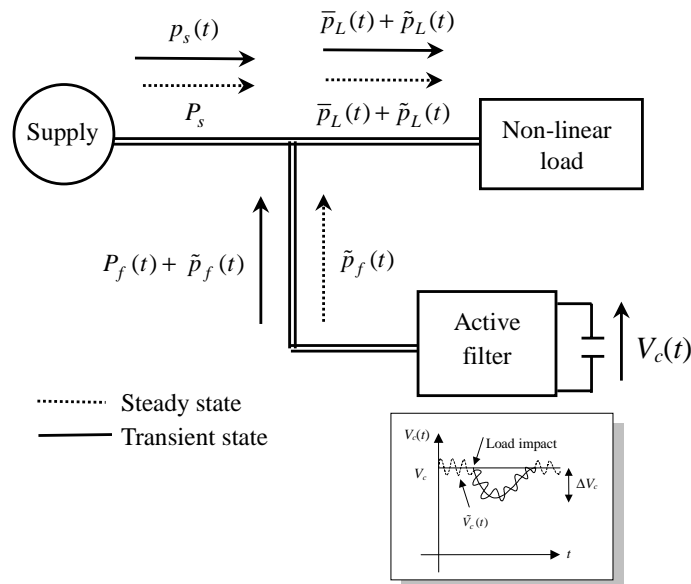 p_s(t)
p̅_L(t) + p̃_L(t)
P_s
p̅_L(t) + p̃_L(t)
Supply
Non-linear
load
P_f(t) + p̃_f(t)
p̃_f(t)
Active
filter
V_c(t)
Steady state
Transient state
V_c(t)
Load impact
V_c
ΔV_c
Ṽ_c(t)
t